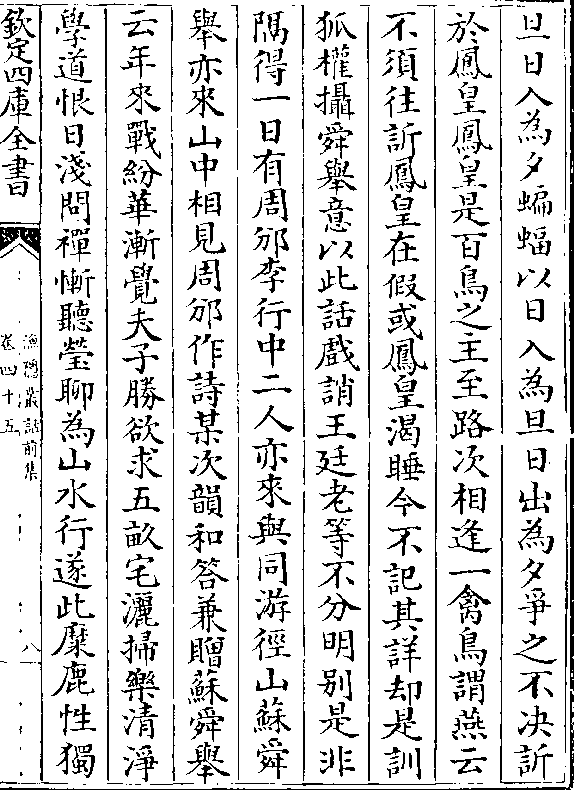 旦日入為夕蝙蝠以日入為旦日出為夕爭之不决訢
於鳳皇鳳皇是百鳥之主至路次相逢一禽鳥謂燕云
不須往訢鳳皇在假或鳳皇渴睡今不記其詳却是訓
狐權攝舜舉意以此話戲誚王廷老等不分明別是非
隅得一日有周邠李行中二人亦來與同游徑山蘇舜
舉亦來山中相見周邠作詩某次韻和答兼贈蘇舜舉
云年來戰紛華漸覺夫子勝欲求五畝宅灑掃樂清淨
學道恨日淺問禪慚聽瑩聊為山水行遂此麋鹿性獨
欽定四庫全書
漁隱叢話前集
卷四十五
八